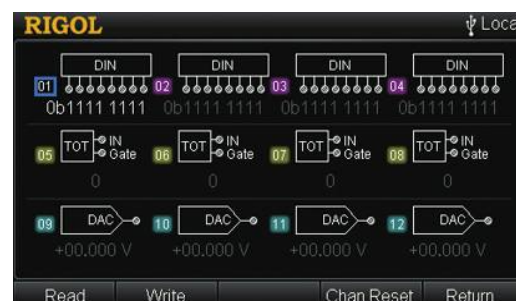 RIGOL Loca
DIN DIN DIN DIN
01 02 03 04
0b1111 1111 0b1111 1111 0b1111 1111 0b1111 1111
05 TOT IN Gate 06 TOT IN Gate 07 TOT IN Gate 08 TOT IN Gate
0 0 0 0
09 DAC 10 DAC 11 DAC 12 DAC
+00.000 V +00.000 V +00.000 V +00.000 V
Read Write Chan Reset Return